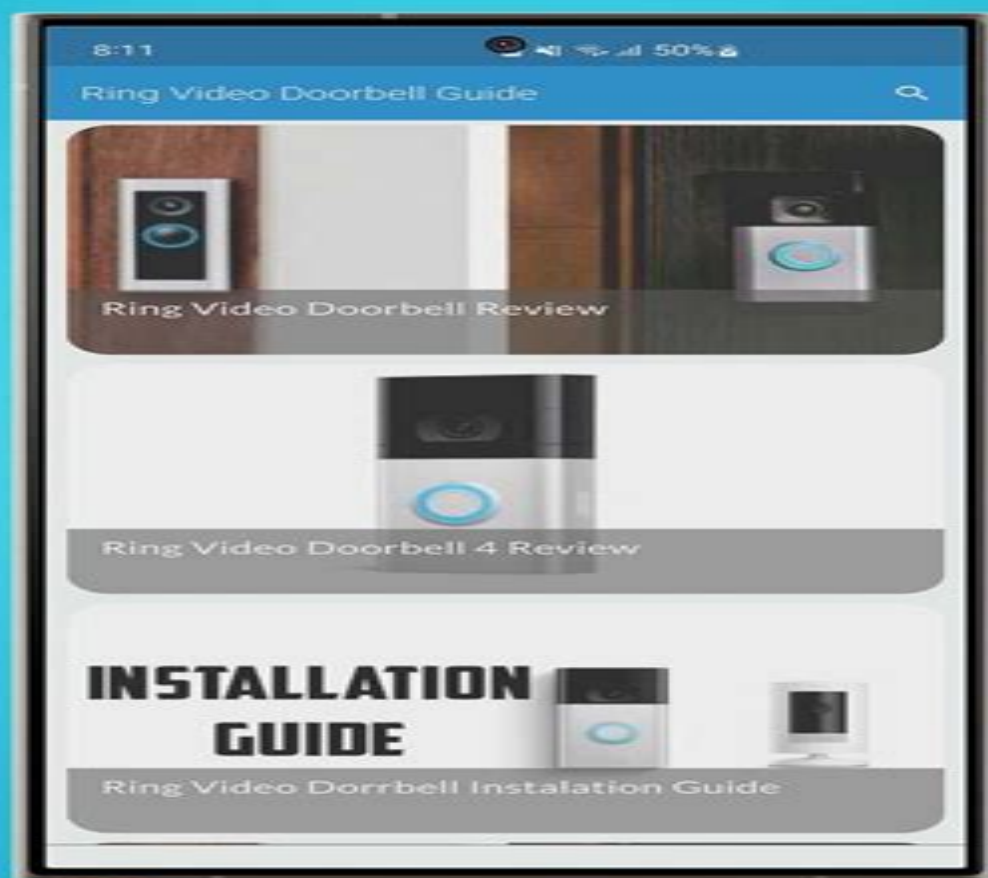 8:11
50%
Ring Video Doorbell Guide
Ring Video Doorbell Review
Ring Video Doorbell 4 Review
INSTALLATION
GUIDE
Ring Video Dorrbell Instalation Guide